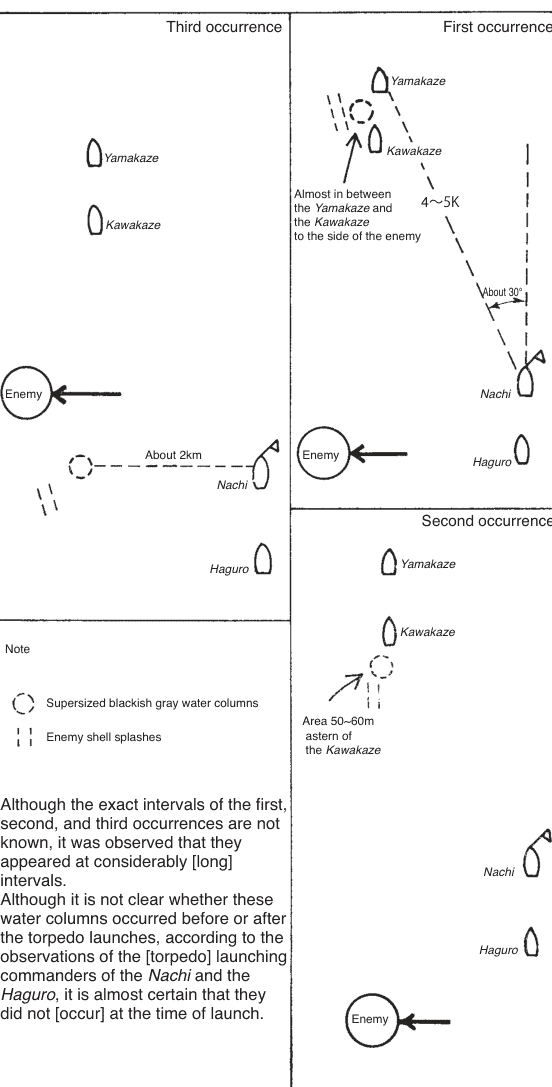 Third occurrence
Yamakaze
Kawakaze
Enemy
About 2km
Nachi
Haguro
First occurrence
Yamakaze
Kawakaze
Almost in between
the Yamakaze and
the Kawakaze
to the side of the enemy
4～5K
About 30°
Nachi
Enemy
Haguro
Second occurrence
Yamakaze
Kawakaze
Area 50~60m
astern of
the Kawakaze
Nachi
Haguro
Enemy
Note
Supersized blackish gray water columns
Enemy shell splashes
Although the exact intervals of the first,
second, and third occurrences are not
known, it was observed that they
appeared at considerably [long]
intervals.
Although it is not clear whether these
water columns occurred before or after
the torpedo launches, according to the
observations of the [torpedo] launching
commanders of the Nachi and the
Haguro, it is almost certain that they
did not [occur] at the time of launch.